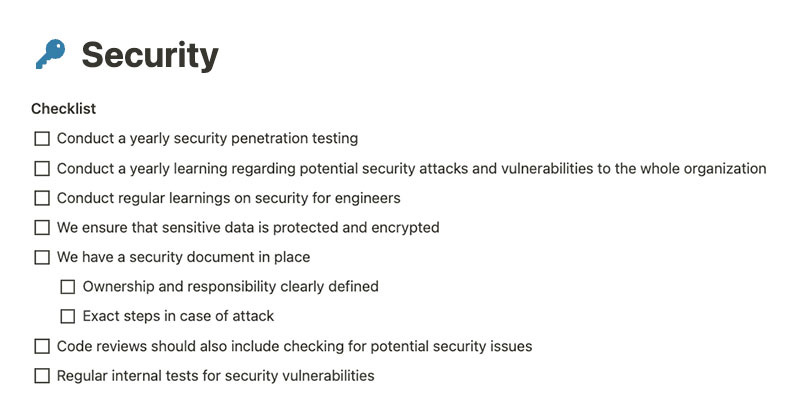 Security
Checklist
Conduct a yearly security penetration testing
Conduct a yearly learning regarding potential security attacks and vulnerabilities to the whole organization
Conduct regular learnings on security for engineers
We ensure that sensitive data is protected and encrypted
We have a security document in place
Ownership and responsibility clearly defined
Exact steps in case of attack
Code reviews should also include checking for potential security issues
Regular internal tests for security vulnerabilities